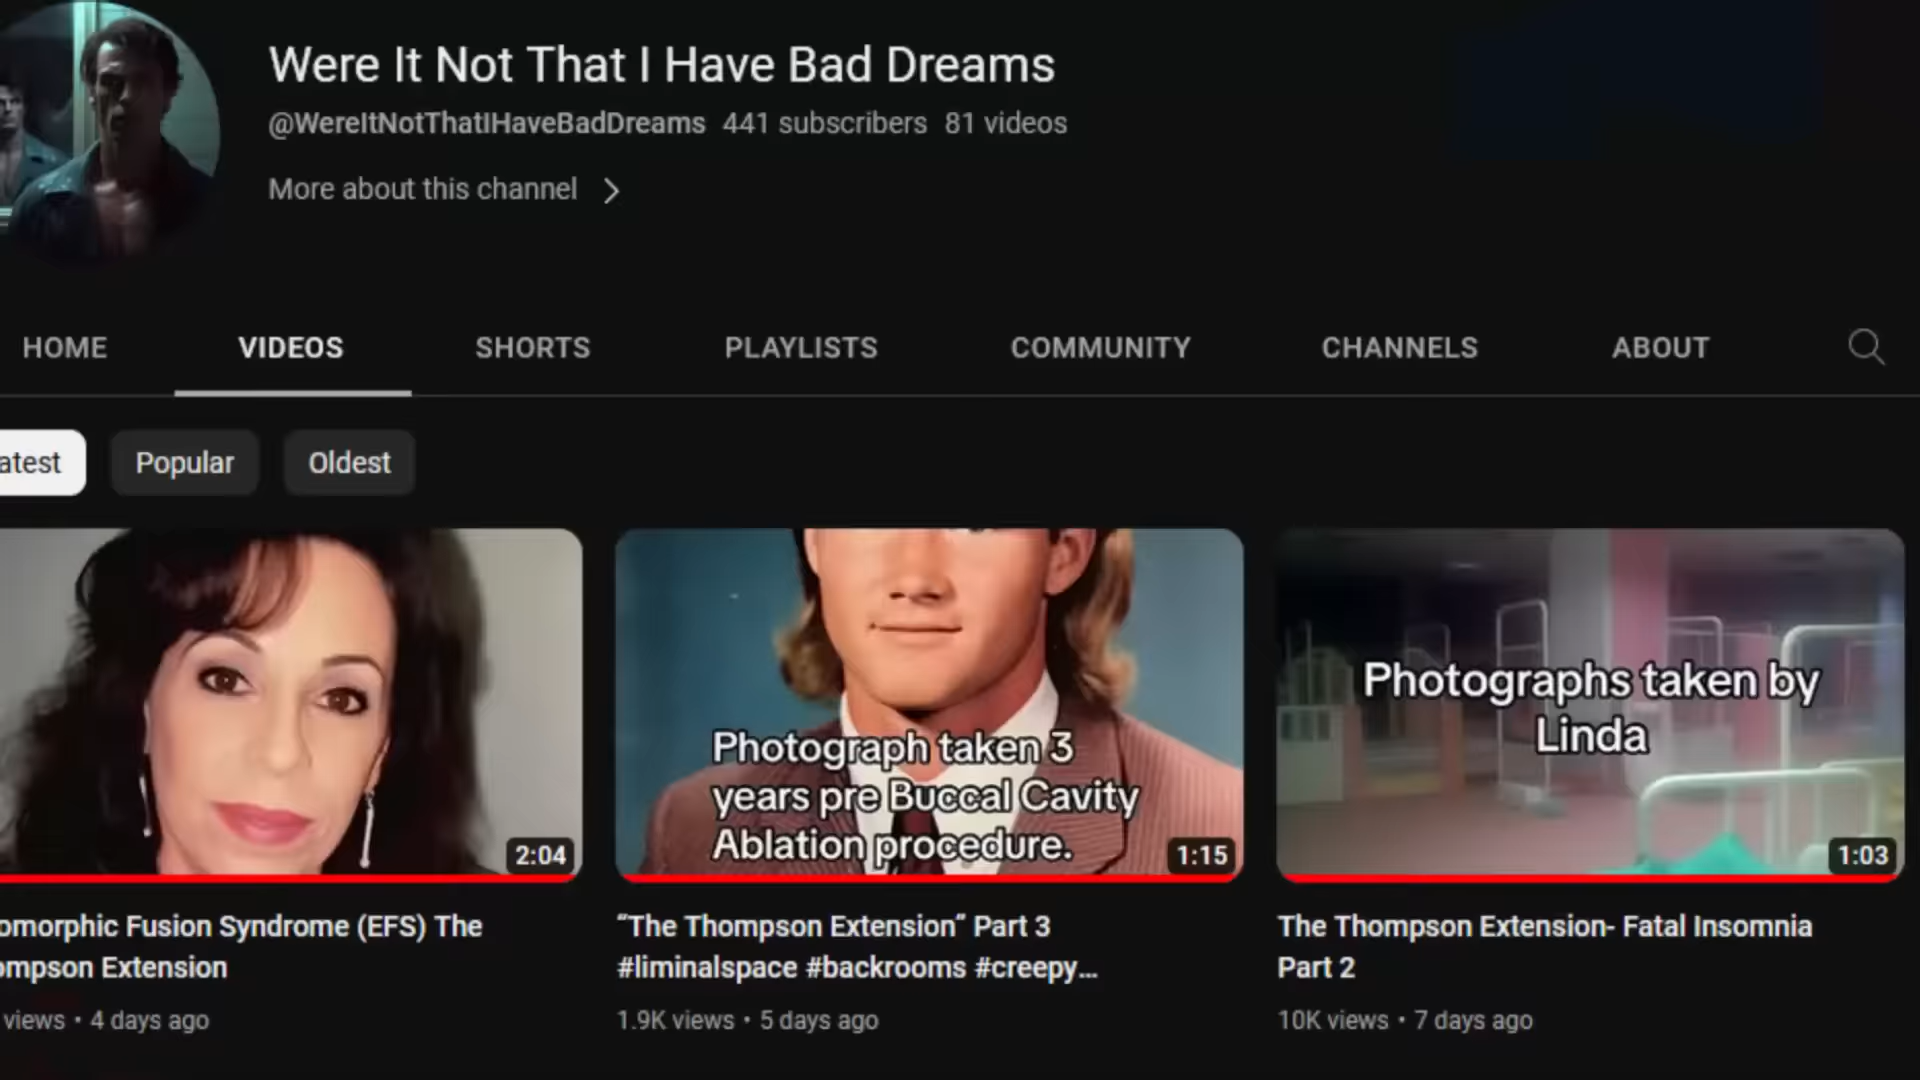 Were It Not That I Have Bad Dreams
@WereItNotThatIHaveBadDreams 441 subscribers 81 videos
More about this channel
HOME VIDEOS SHORTS PLAYLISTS COMMUNITY CHANNELS ABOUT
atest Popular Oldest
Photograph taken 3
years pre Buccal Cavity
Ablation procedure.
Photographs taken by
Linda
2:04 1:15 1:03
omorphic Fusion Syndrome (EFS) The
ompson Extension
views • 4 days ago
“The Thompson Extension” Part 3
#liminalspace #backrooms #creepy...
1.9K views • 5 days ago
The Thompson Extension- Fatal Insomnia
Part 2
10K views • 7 days ago